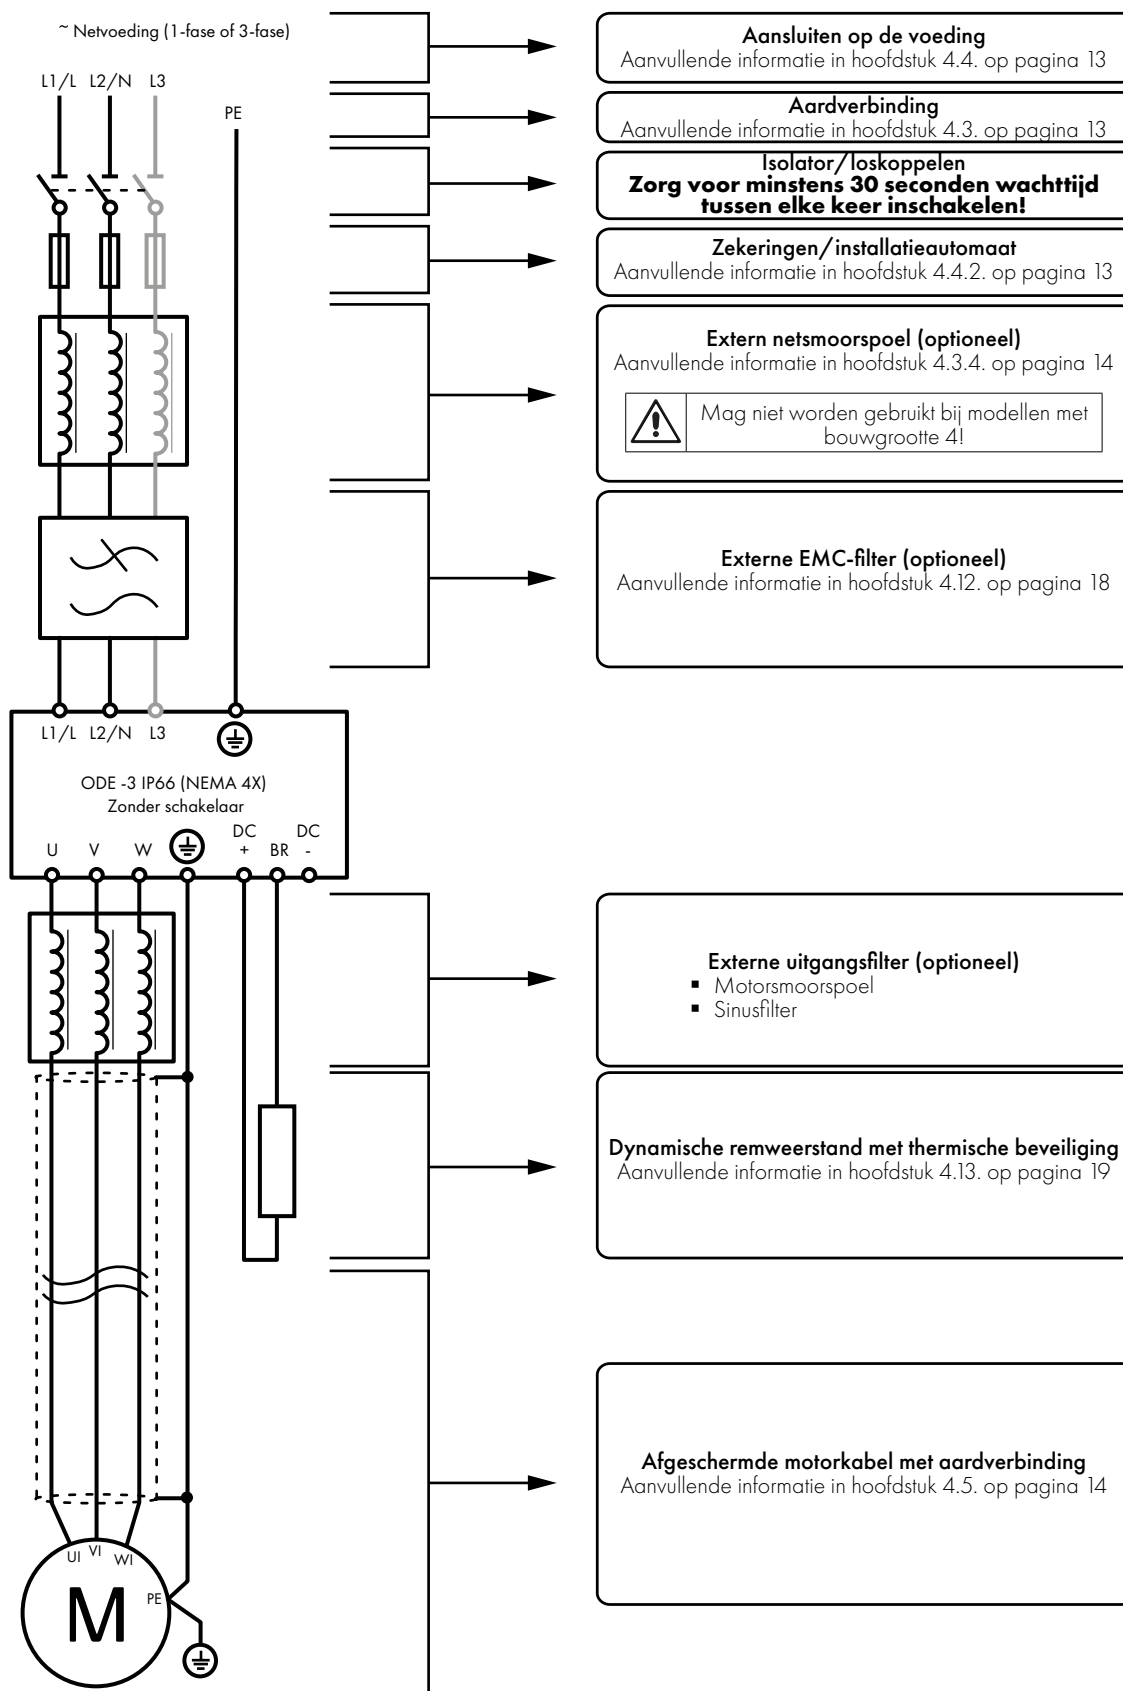 ~ Netvoeding (1-fase of 3-fase)
L1/L L2/N L3
PE
Aansluiten op de voeding
Aanvullende informatie in hoofdstuk 4.4. op pagina 13
Aardverbinding
Aanvullende informatie in hoofdstuk 4.3. op pagina 13
Isolator/loskoppelen
Zorg voor minstens 30 seconden wachttijd
tussen elke keer inschakelen!
Zekeringen/installatieautomaat
Aanvullende informatie in hoofdstuk 4.4.2. op pagina 13
Extern netsmoorspoel (optioneel)
Aanvullende informatie in hoofdstuk 4.3.4. op pagina 14
Mag niet worden gebruikt bij modellen met
bouwgrootte 4!
Externe EMC-filter (optioneel)
Aanvullende informatie in hoofdstuk 4.12. op pagina 18
L1/L L2/N L3
ODE -3 IP66 (NEMA 4X)
Zonder schakelaar
U V W DC + BR DC -
Externe uitgangsfilter (optioneel)
▪ Motorsmoorspoel
▪ Sinusfilter
Dynamische remweerstand met thermische beveiliging
Aanvullende informatie in hoofdstuk 4.13. op pagina 19
Afgeschermde motorkabel met aardverbinding
Aanvullende informatie in hoofdstuk 4.5. op pagina 14
UI VI WI
M
PE